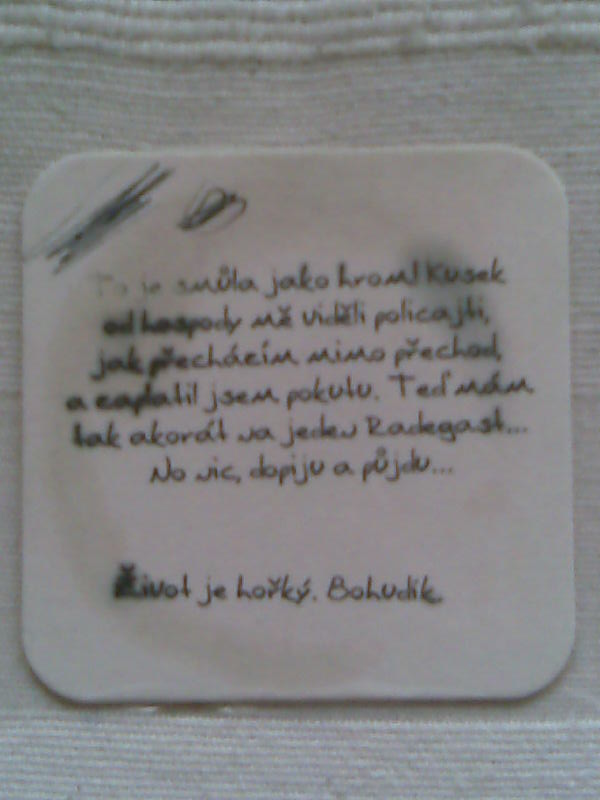 To je smůla jako hrom! Kusek
od hospody mě viděli policajti,
jak přecházím mimo přechod,
a zaplatil jsem pokutu. Teď mám
tak akorát na jeden Radegast...
No nic, dopiju a půjdu...
Život je hořký. Bohudík.